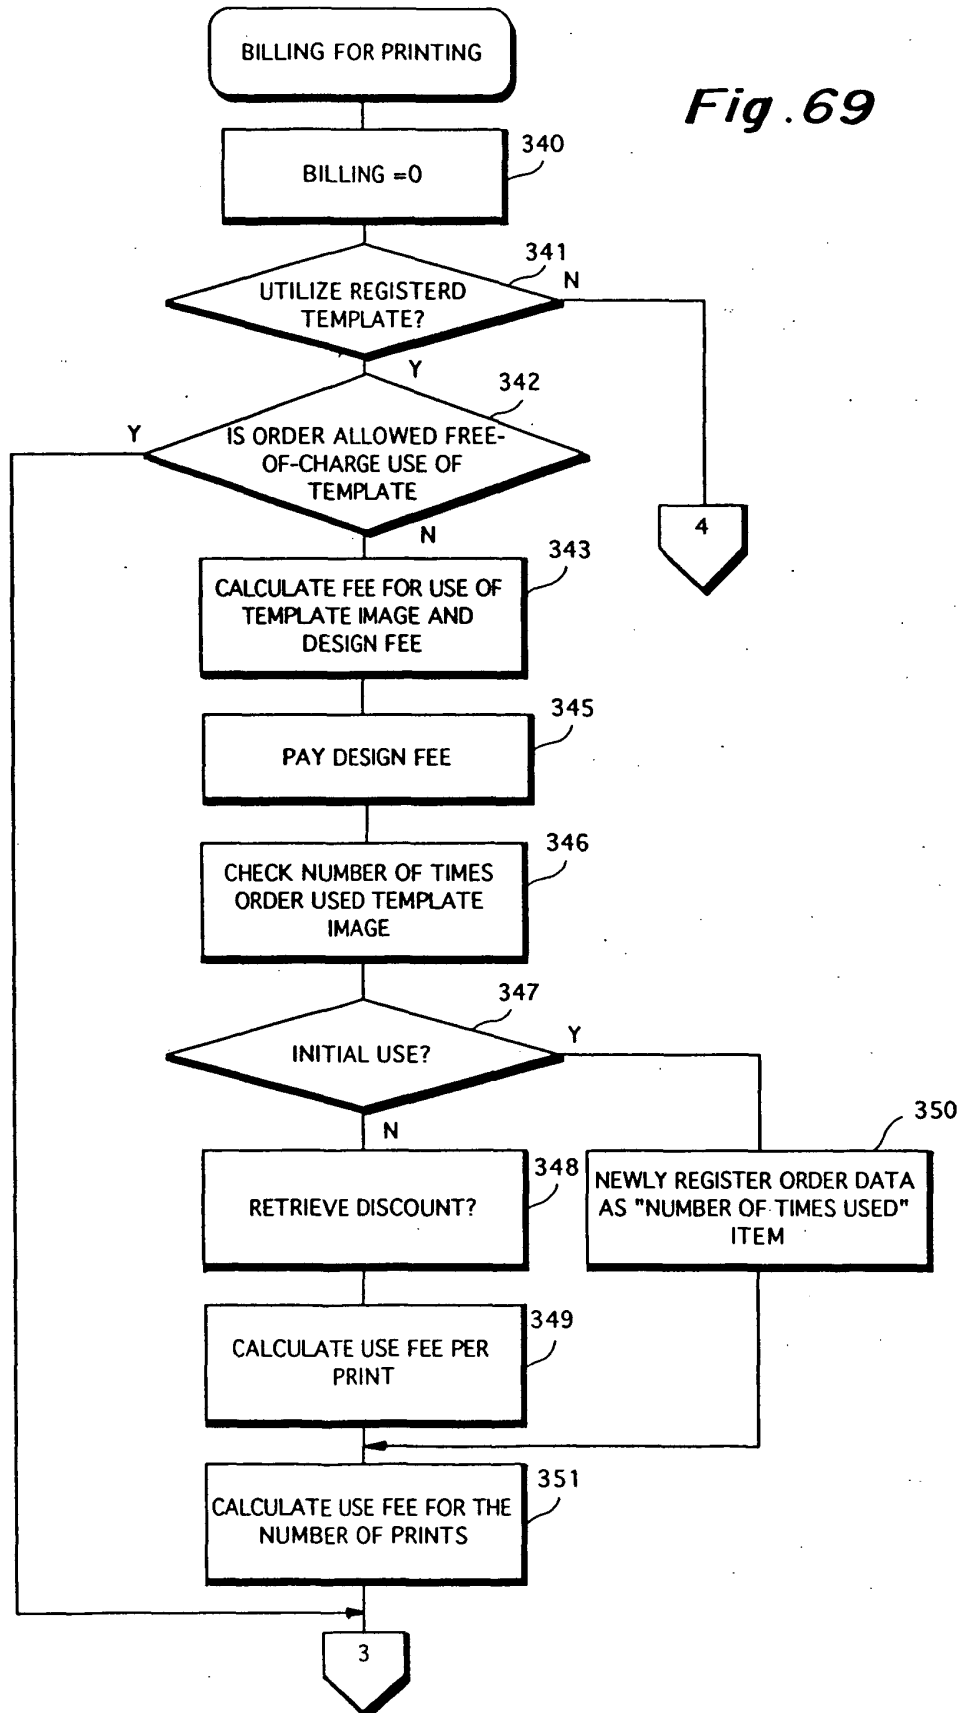 BILLING FOR PRINTING
Fig.69
340
BILLING =0
341
UTILIZE REGISTERD
TEMPLATE?
N
Y
342
IS ORDER ALLOWED FREE-
OF-CHARGE USE OF
TEMPLATE
Y
N
4
343
CALCULATE FEE FOR USE OF
TEMPLATE IMAGE AND
DESIGN FEE
345
PAY DESIGN FEE
346
CHECK NUMBER OF TIMES
ORDER USED TEMPLATE
IMAGE
347
INITIAL USE?
Y
N
350
348
RETRIEVE DISCOUNT?
NEWLY REGISTER ORDER DATA
AS "NUMBER OF TIMES USED"
ITEM
349
CALCULATE USE FEE PER
PRINT
351
CALCULATE USE FEE FOR THE
NUMBER OF PRINTS
3